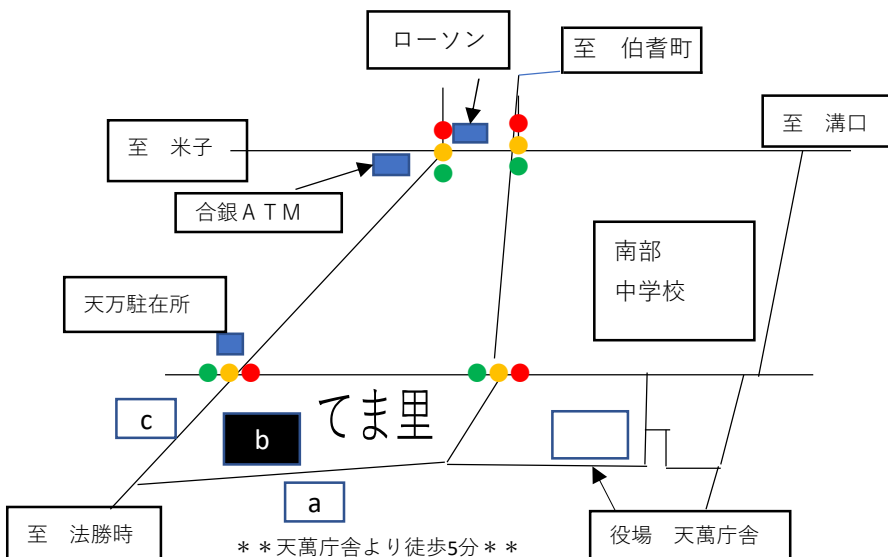 ローソン
至　伯耆町
至　溝口
至　米子
合銀ＡＴＭ
南部
中学校
天万駐在所
c
b
てま里
a
至　法勝時
役場　天萬庁舎
＊＊天萬庁舎より徒歩5分＊＊